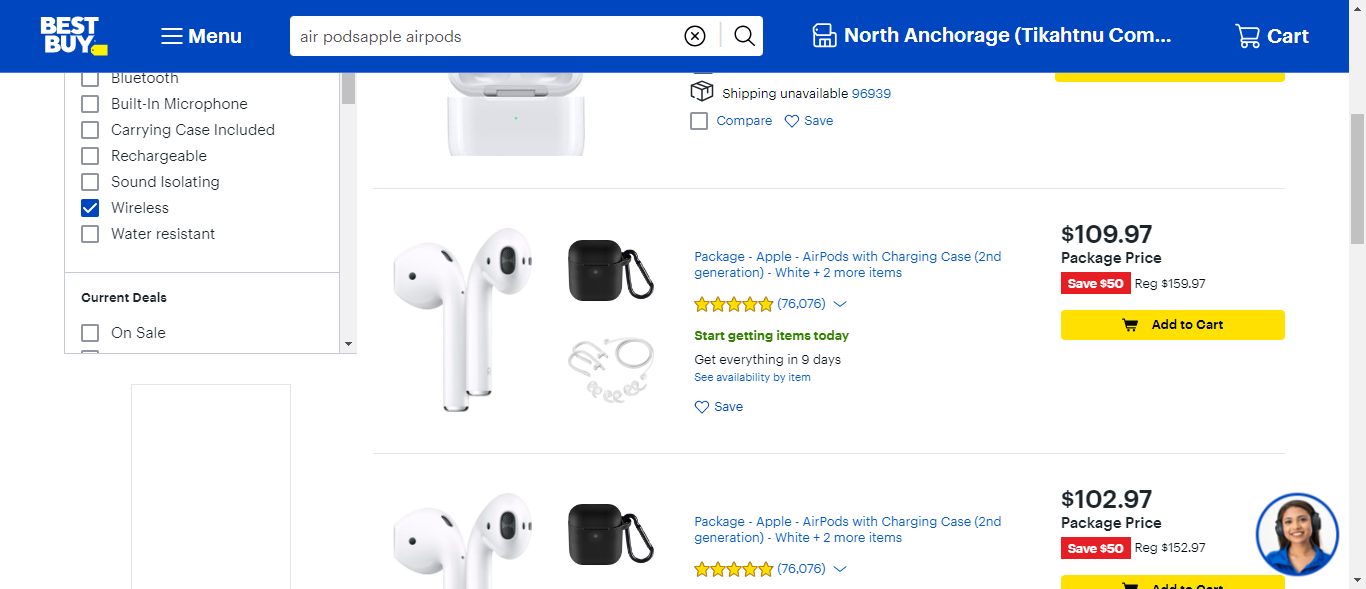 BEST BUY
Menu
air podsapple airpods
North Anchorage (Tikahtnu Com...
Cart
Bluetooth
Built-In Microphone
Carrying Case Included
Rechargeable
Sound Isolating
Wireless
Water resistant
Current Deals
On Sale
Shipping unavailable 96939
Compare
Save
Package - Apple - AirPods with Charging Case (2nd
generation) - White + 2 more items
(76,076)
Start getting items today
Get everything in 9 days
See availability by item
Save
$109.97
Package Price
Save $50 Reg $159.97
Add to Cart
Package - Apple - AirPods with Charging Case (2nd
generation) - White + 2 more items
(76,076)
$102.97
Package Price
Save $50 Reg $152.97
Add to Cart